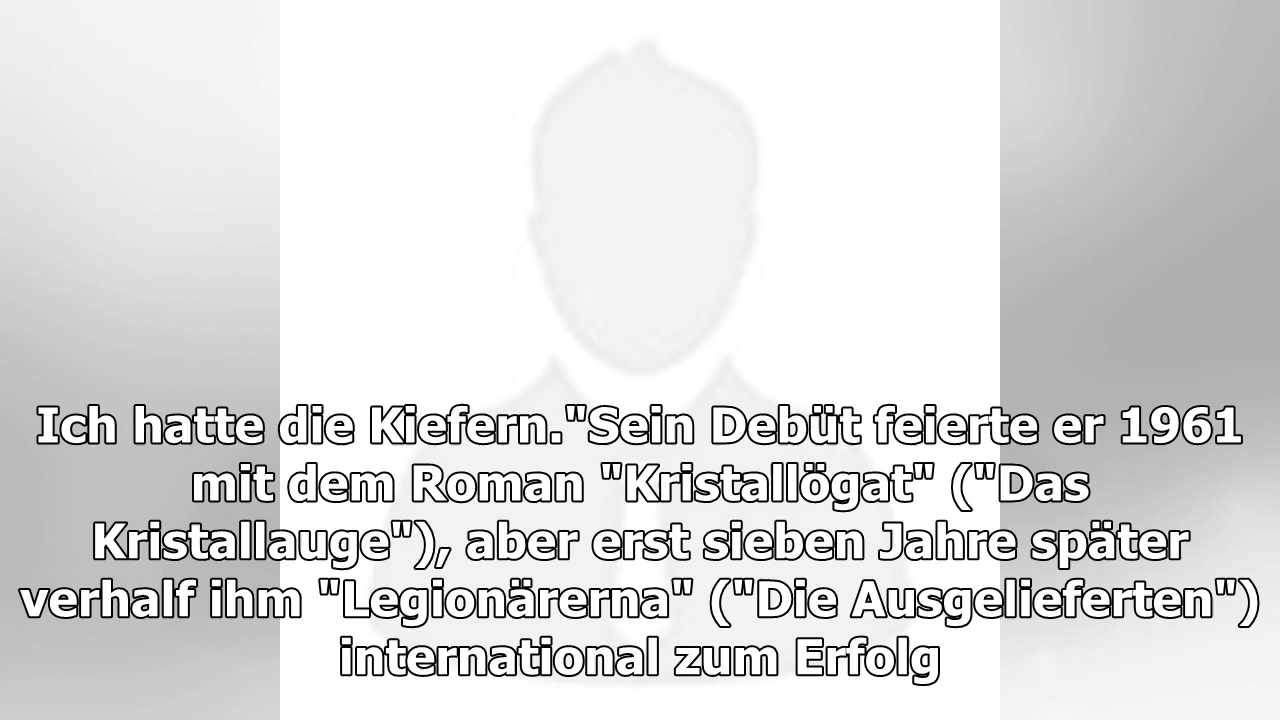 Ich hatte die Kiefern."Sein Debüt feierte er 1961
mit dem Roman "Kristallögat" ("Das
Kristallauge"), aber erst sieben Jahre später
verhalf ihm "Legionärerna" ("Die Ausgelieferten")
international zum Erfolg